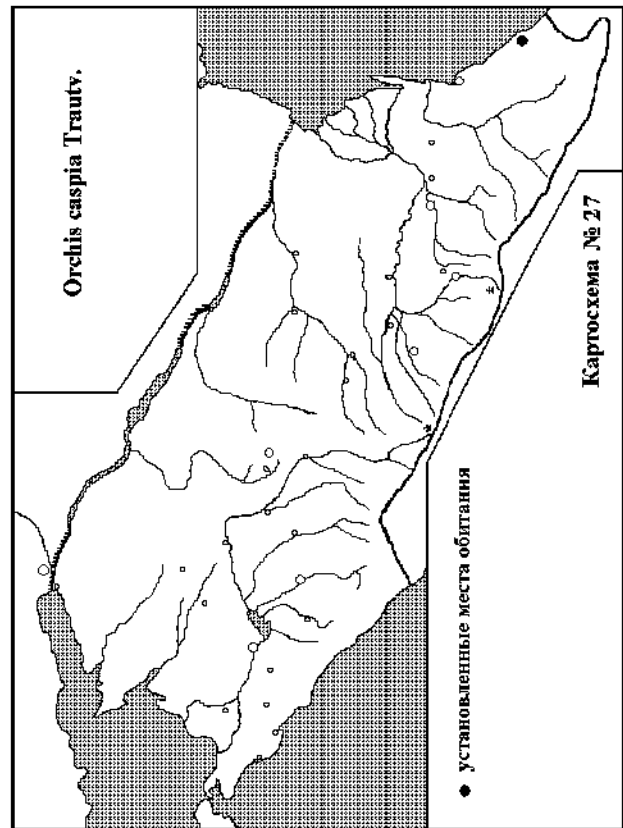 Orchis caspia Trautv.
Картосхема № 27
● установленные места обитания